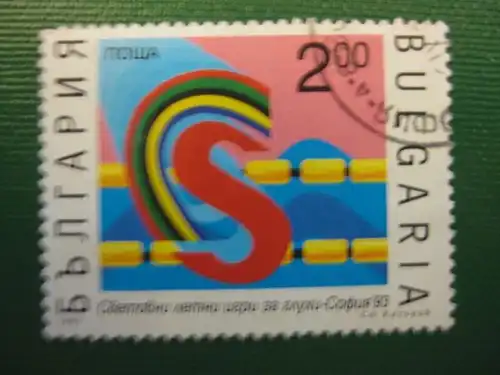 БЪЛГАРИЯ
поща
2.00
BULGARIA
Световни летни игри за глухи-София'93